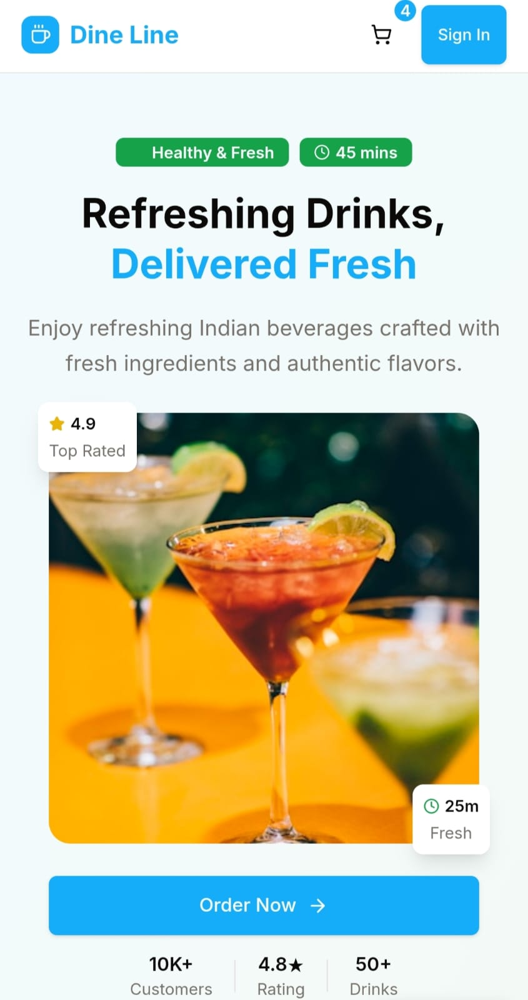 Dine Line
4
Sign In
Healthy & Fresh
45 mins
Refreshing Drinks,
Delivered Fresh
Enjoy refreshing Indian beverages crafted with
fresh ingredients and authentic flavors.
4.9
Top Rated
25m
Fresh
Order Now →
10K+
Customers
4.8★
Rating
50+
Drinks